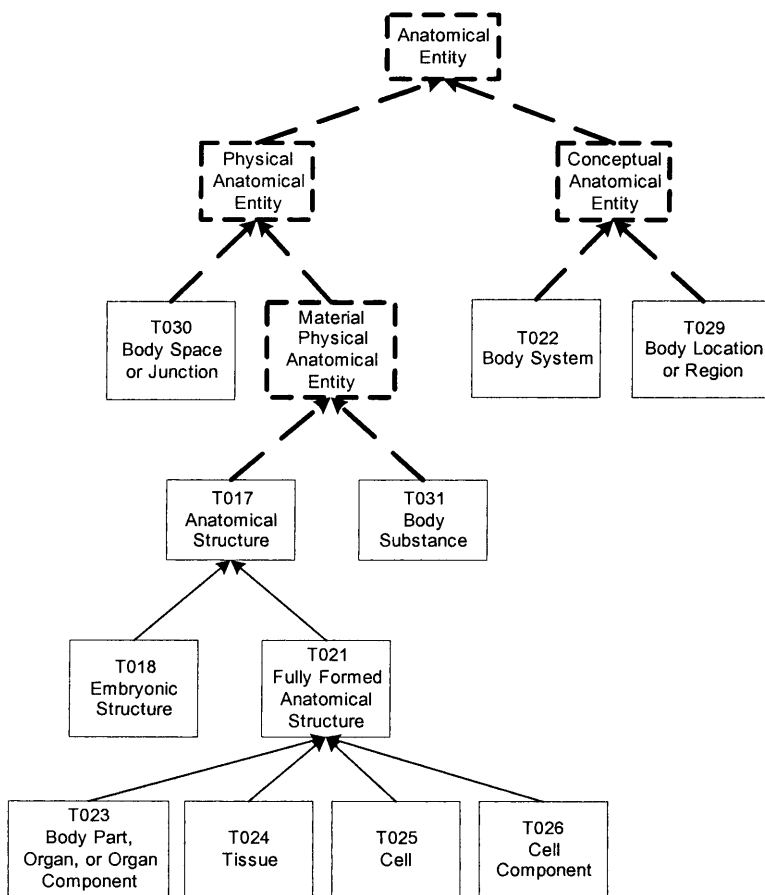 Anatomical
Entity
Physical
Anatomical
Entity
Conceptual
Anatomical
Entity
T030
Body Space
or Junction
Material
Physical
Anatomical
Entity
T022
Body System
T029
Body Location
or Region
T017
Anatomical
Structure
T031
Body
Substance
T018
Embryonic
Structure
T021
Fully Formed
Anatomical
Structure
T023
Body Part,
Organ, or Organ
Component
T024
Tissue
T025
Cell
T026
Cell
Component